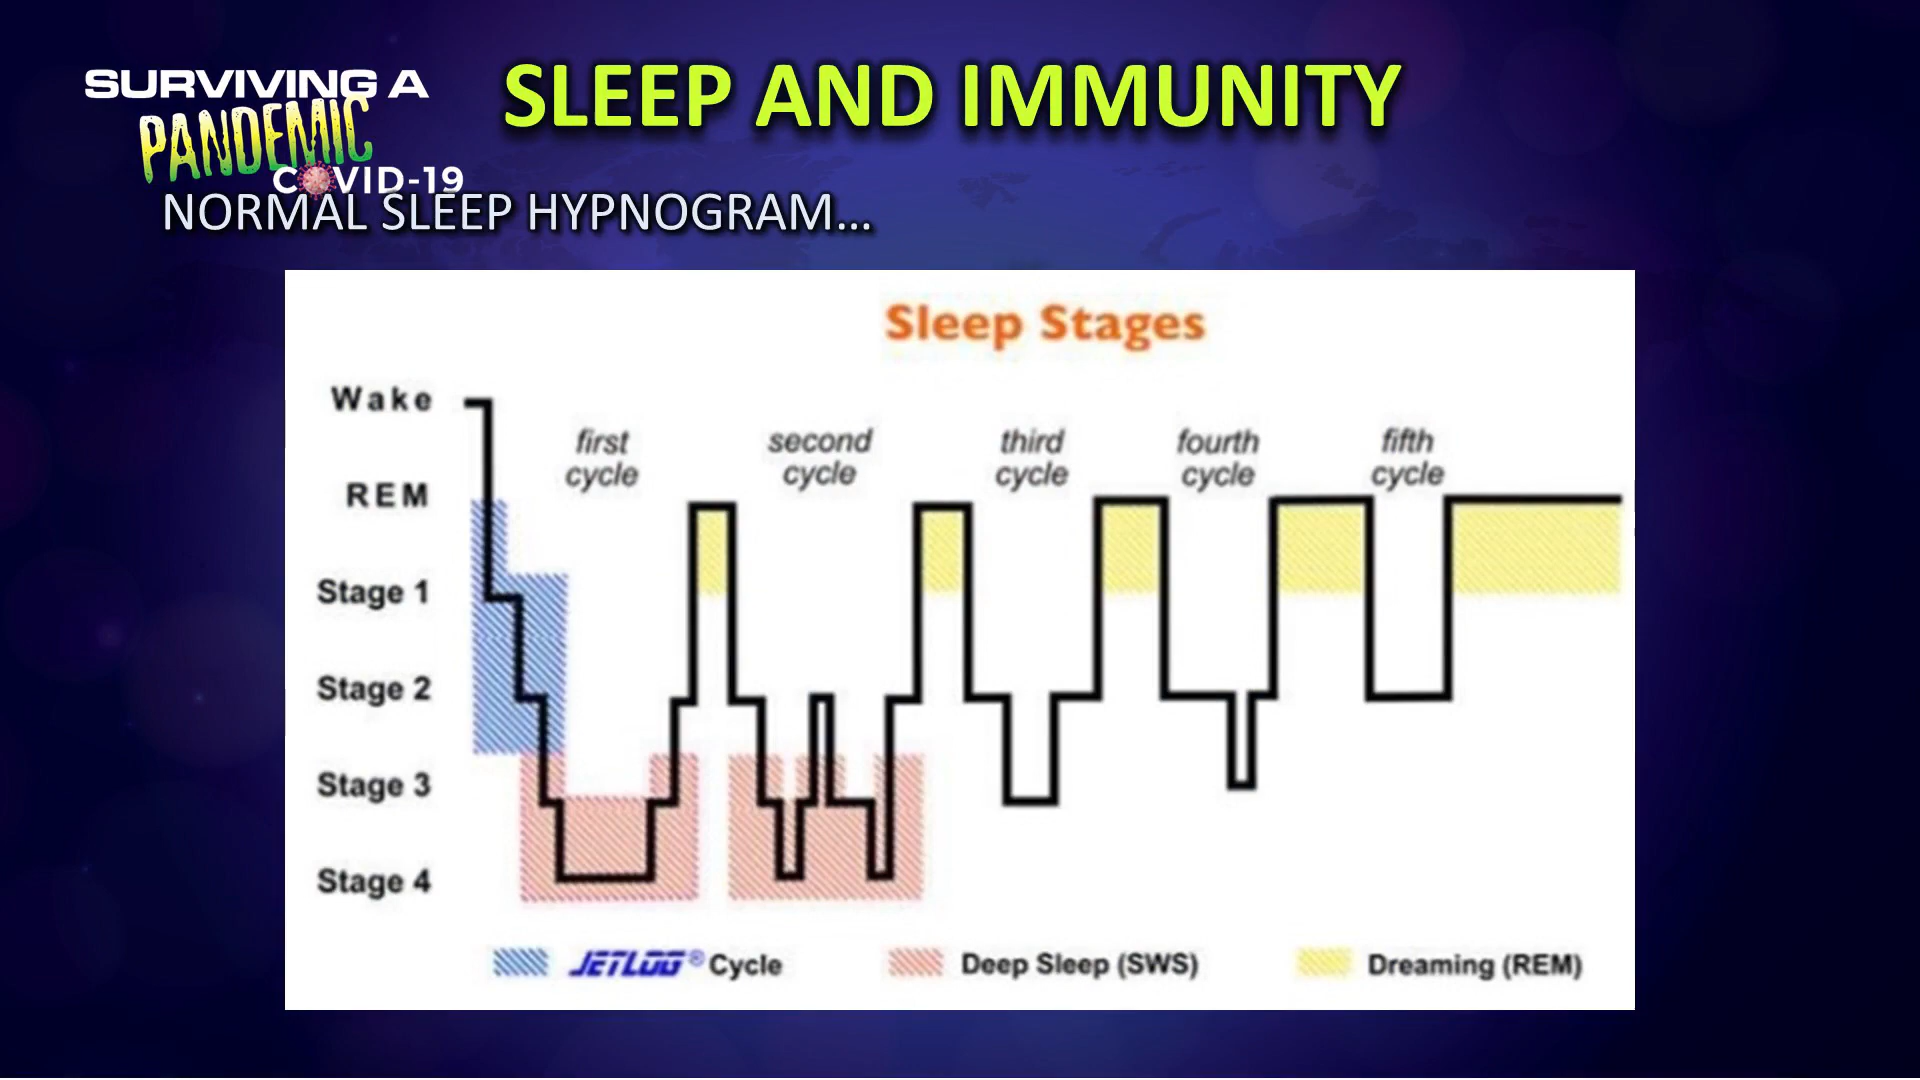 SURVIVING A
PANDEMIC
COVID-19
SLEEP AND IMMUNITY
NORMAL SLEEP HYPNOGRAM...
Sleep Stages
Wake
REM
Stage 1
Stage 2
Stage 3
Stage 4
first
cycle
second
cycle
third
cycle
fourth
cycle
fifth
cycle
JETLOG® Cycle
Deep Sleep (SWS)
Dreaming (REM)